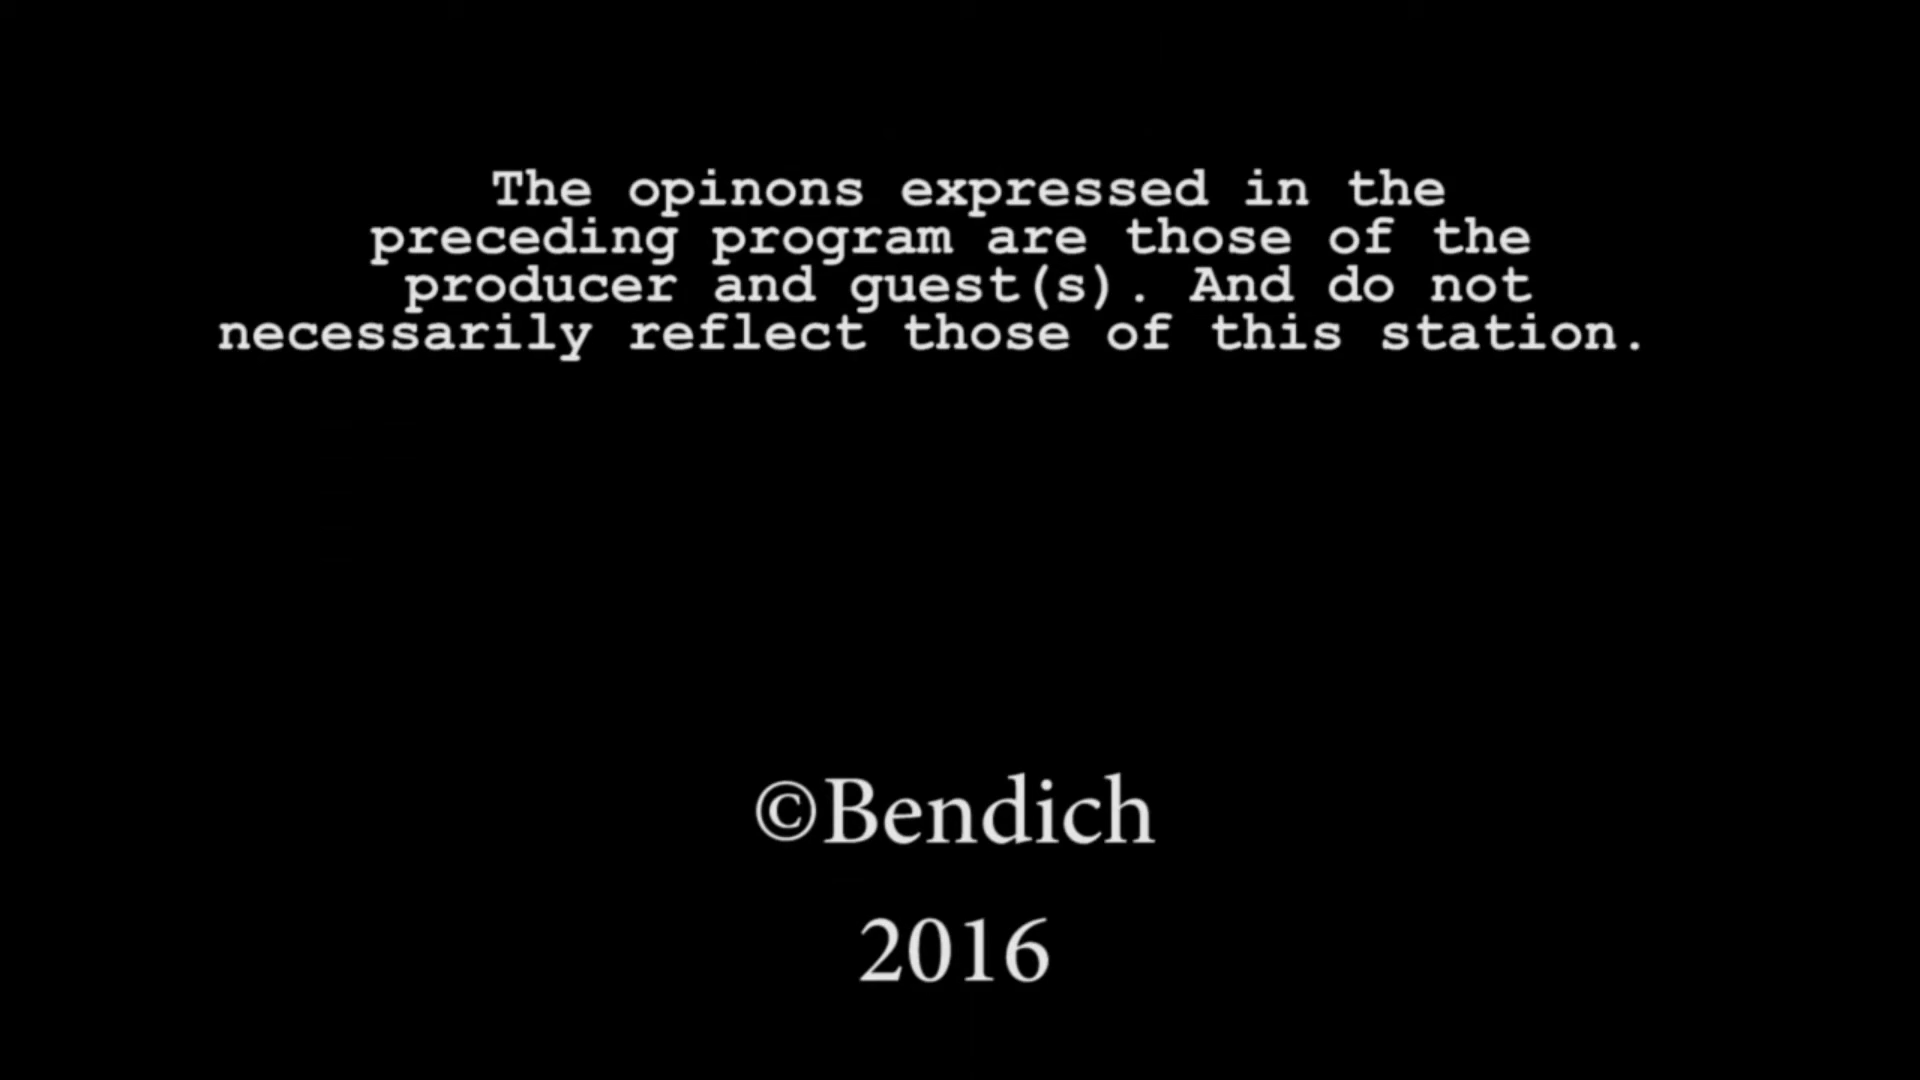 The opinons expressed in the
preceding program are those of the
producer and guest(s). And do not
necessarily reflect those of this station.
©Bendich
2016